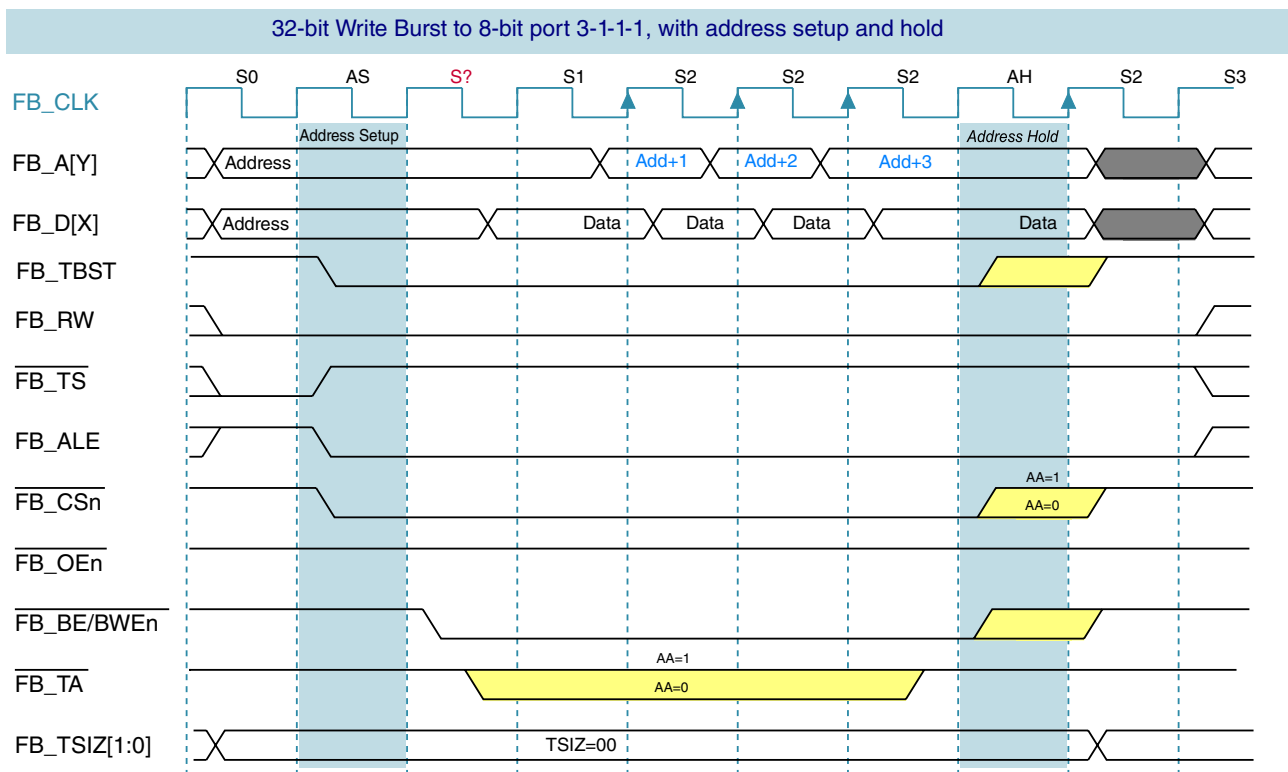 32-bit Write Burst to 8-bit port 3-1-1-1, with address setup and hold
S0 AS S? S1 S2 S2 S2 AH S2 S3
FB_CLK
Address Setup Address Hold
FB_A[Y] Address Add+1 Add+2 Add+3
FB_D[X] Address Data Data Data Data
FB_TBST
FB_RW
FB_TS
FB_ALE
AA=1
FB_CSn AA=0
FB_OEn
FB_BE/BWEn
AA=1
FB_TA AA=0
FB_TSIZ[1:0] TSIZ=00